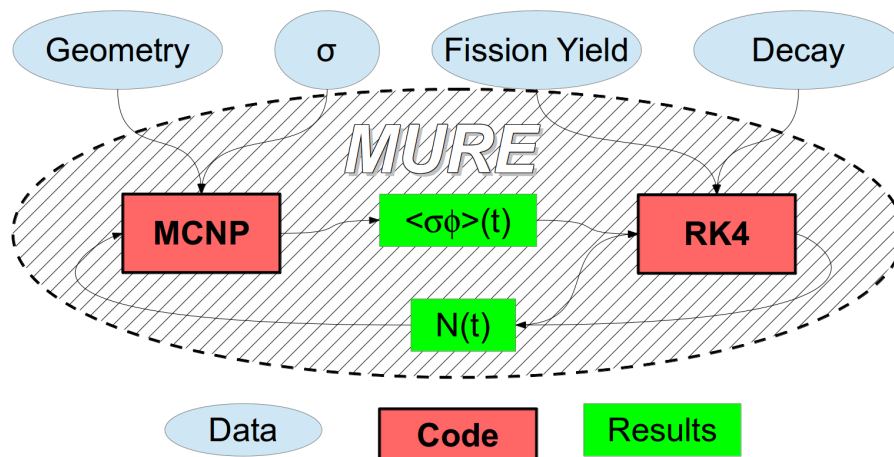 Geometry
σ
Fission Yield
Decay
MURE
MCNP
<σϕ>(t)
RK4
N(t)
Data
Code
Results